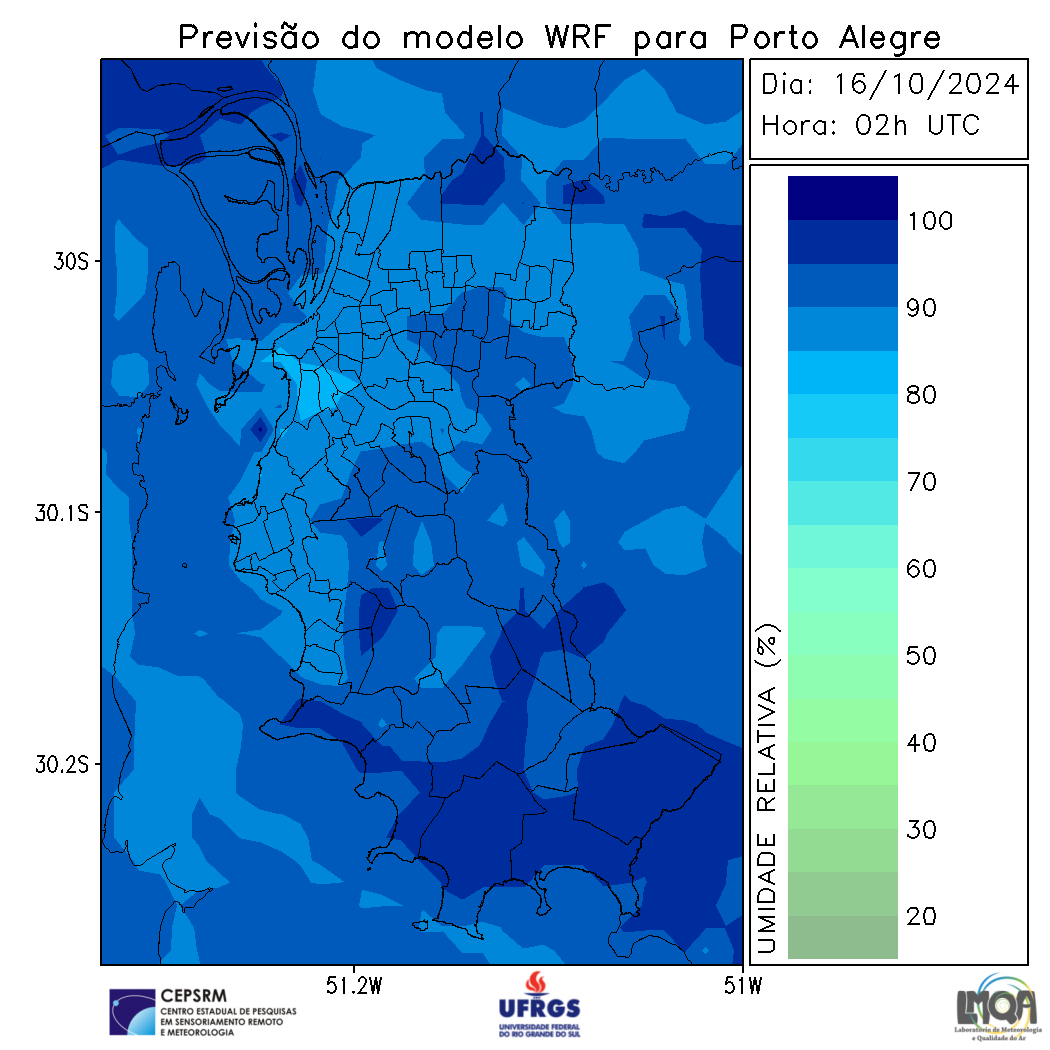 Previsão do modelo WRF para Porto Alegre
Dia: 16/10/2024
Hora: 02h UTC
100
90
80
70
60
50
40
30
20
UMIDADE RELATIVA (%)
30S
30.1S
30.2S
51.2W
51W
CEPSRM
CENTRO ESTADUAL DE PESQUISAS
EM SENSORIAMENTO REMOTO
E METEOROLOGIA
UFRGS
UNIVERSIDADE FEDERAL
DO RIO GRANDE DO SUL
LMQA
Laboratório de Meteorologia
e Qualidade do Ar